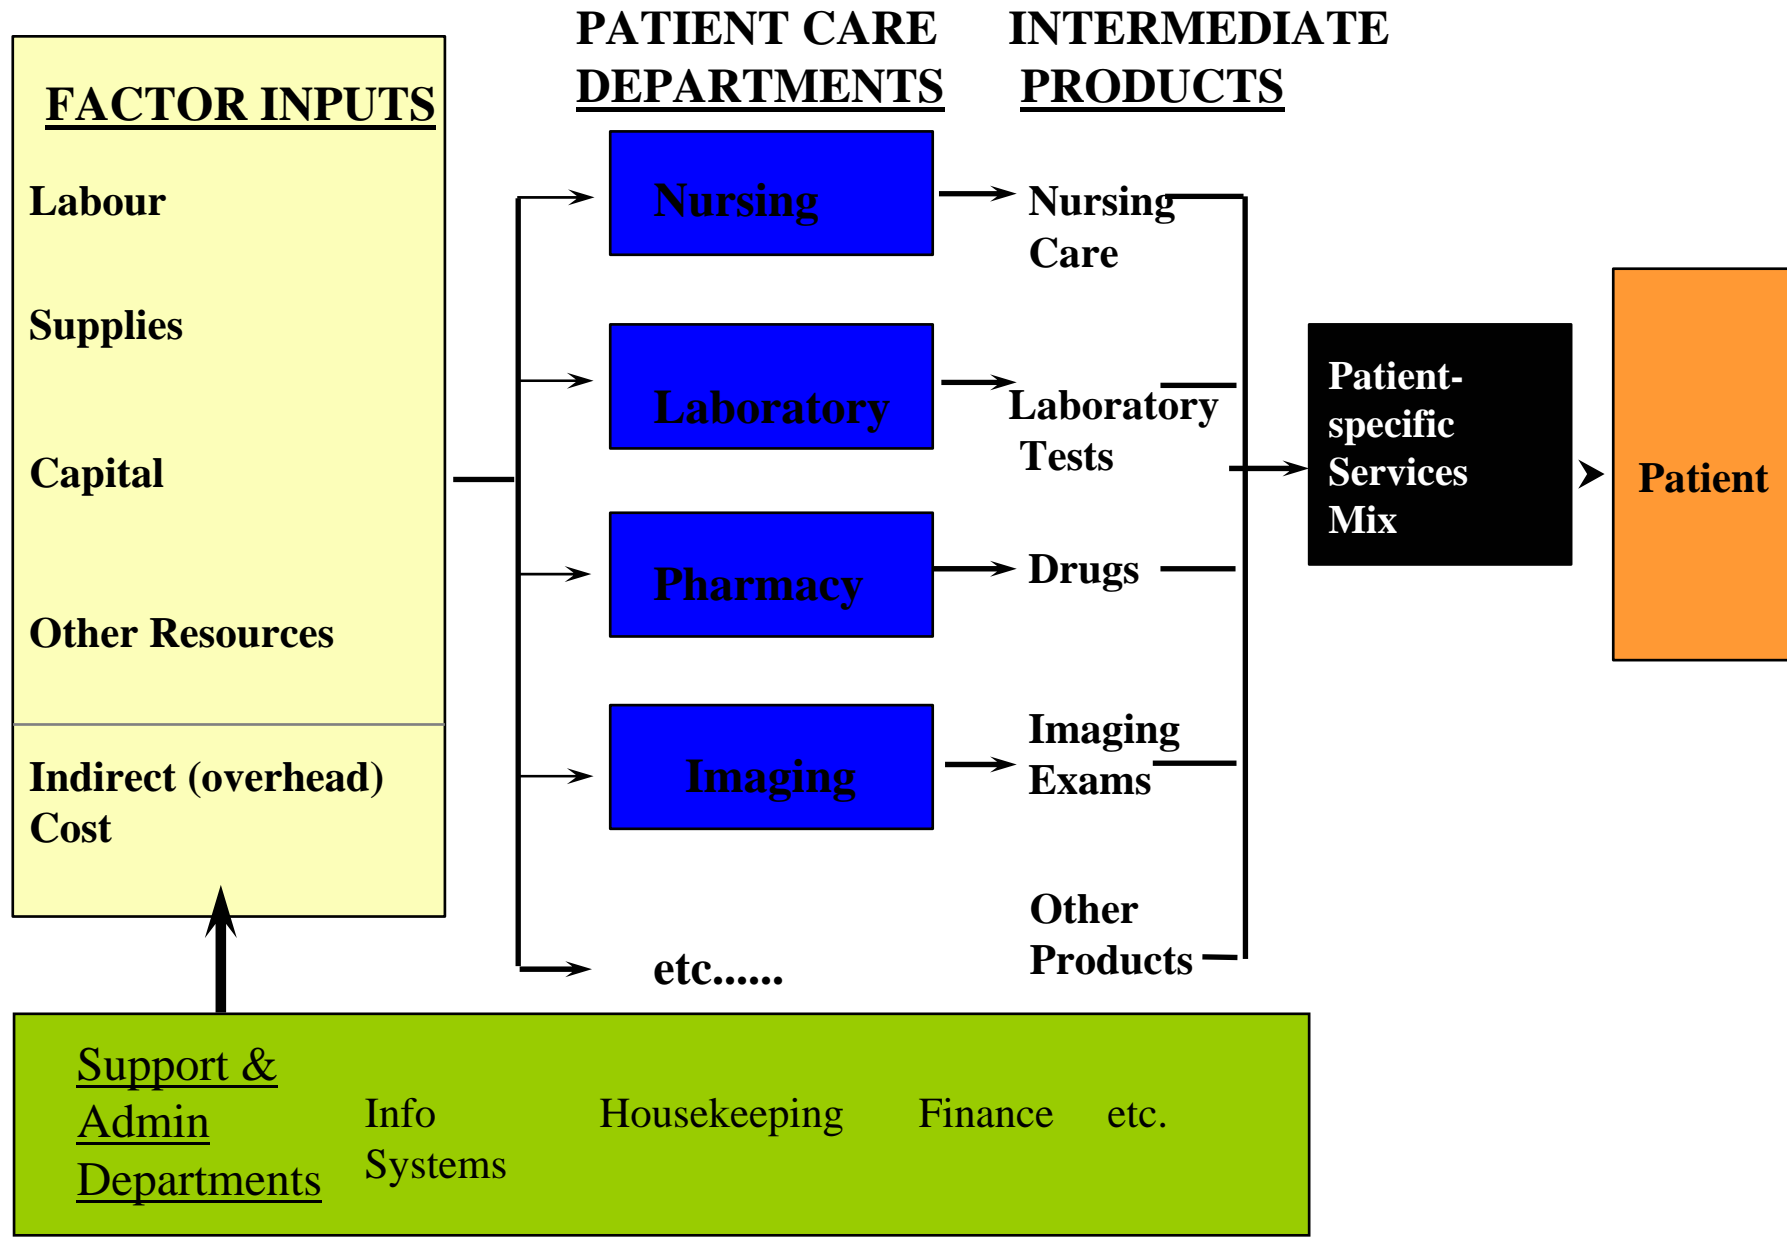 PATIENT CARE
DEPARTMENTS
INTERMEDIATE
PRODUCTS
FACTOR INPUTS
Labour
Supplies
Capital
Other Resources
Indirect (overhead)
Cost
Nursing
Laboratory
Pharmacy
Imaging
etc......
Nursing
Care
Laboratory
Tests
Drugs
Imaging
Exams
Other
Products
Patient-
specific
Services
Mix
Patient
Support &
Admin
Departments
Info
Systems
Housekeeping
Finance
etc.